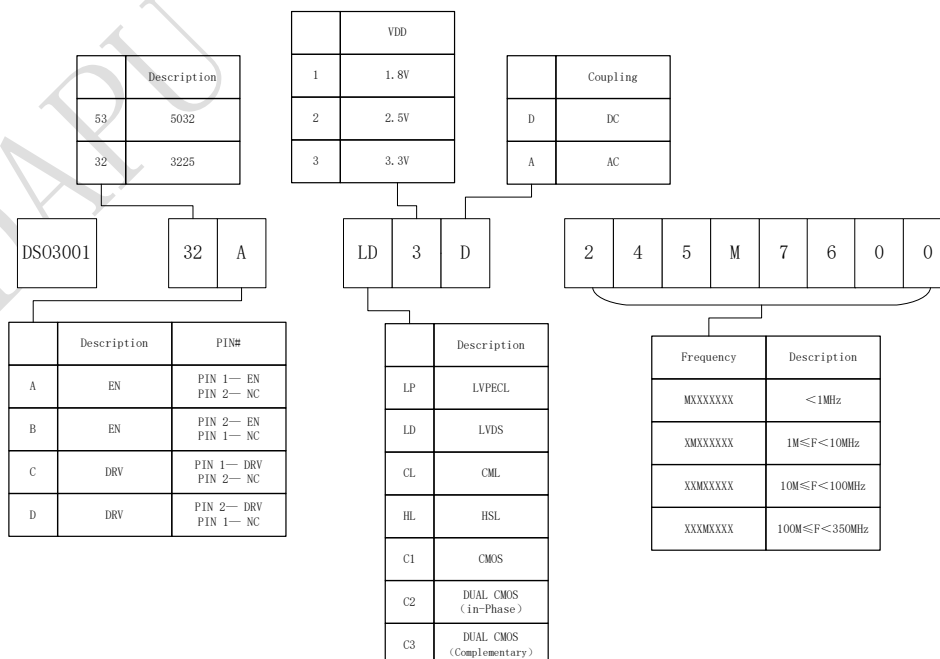 VDD
1 1.8V
2 2.5V
3 3.3V
Description
53 5032
32 3225
Coupling
D DC
A AC
DSO3001 32 A LD 3 D 2 4 5 M 7 6 0 0
Description PIN#
A EN PIN 1— EN
PIN 2— NC
B EN PIN 2— EN
PIN 1— NC
C DRV PIN 1— DRV
PIN 2— NC
D DRV PIN 2— DRV
PIN 1— NC
Description
LP LVPECL
LD LVDS
CL CML
HL HSL
C1 CMOS
C2 DUAL CMOS
(in-Phase)
C3 DUAL CMOS
(Complementary)
Frequency Description
MXXXXXXX <1MHz
XMXXXXXX 1M≤F<10MHz
XXMXXXXX 10M≤F<100MHz
XXXMXXXX 100M≤F<350MHz